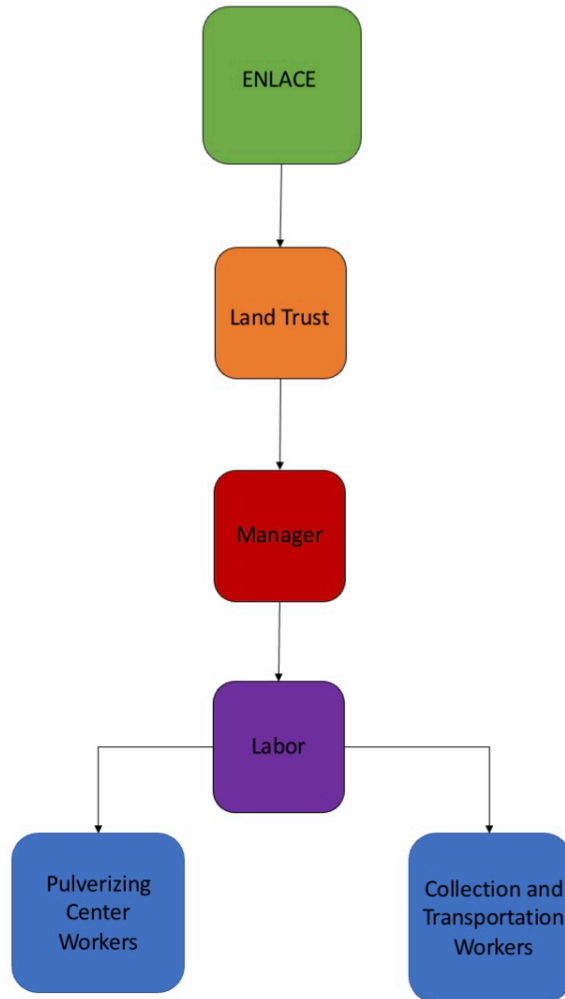 ENLACE
Land Trust
Manager
Labor
Pulverizing
Center
Workers
Collection and
Transportation
Workers